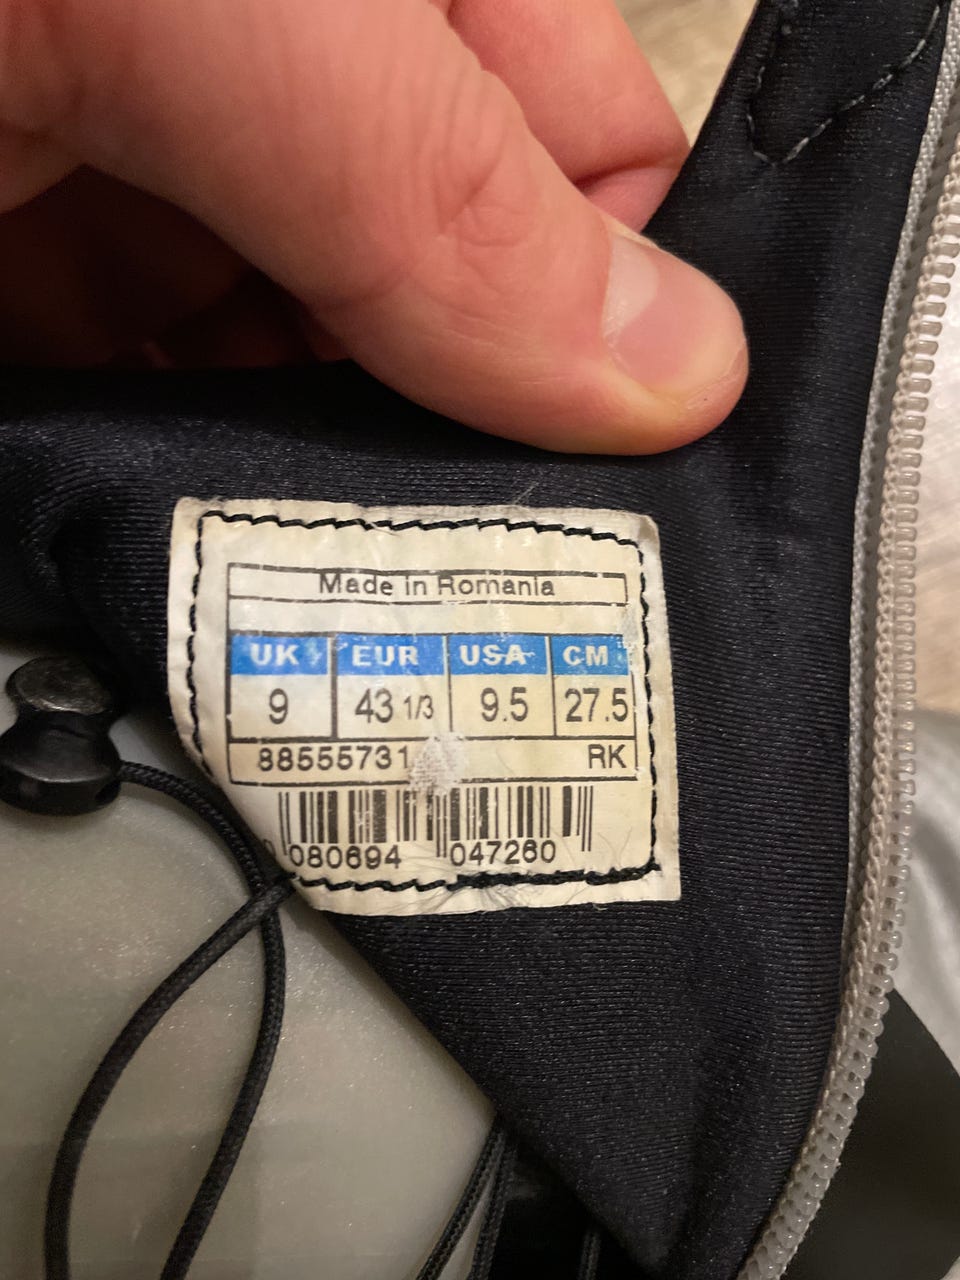 Made in Romania
UK EUR USA CM
9 43 1/3 9.5 27.5
88555731 RK
080694 047260